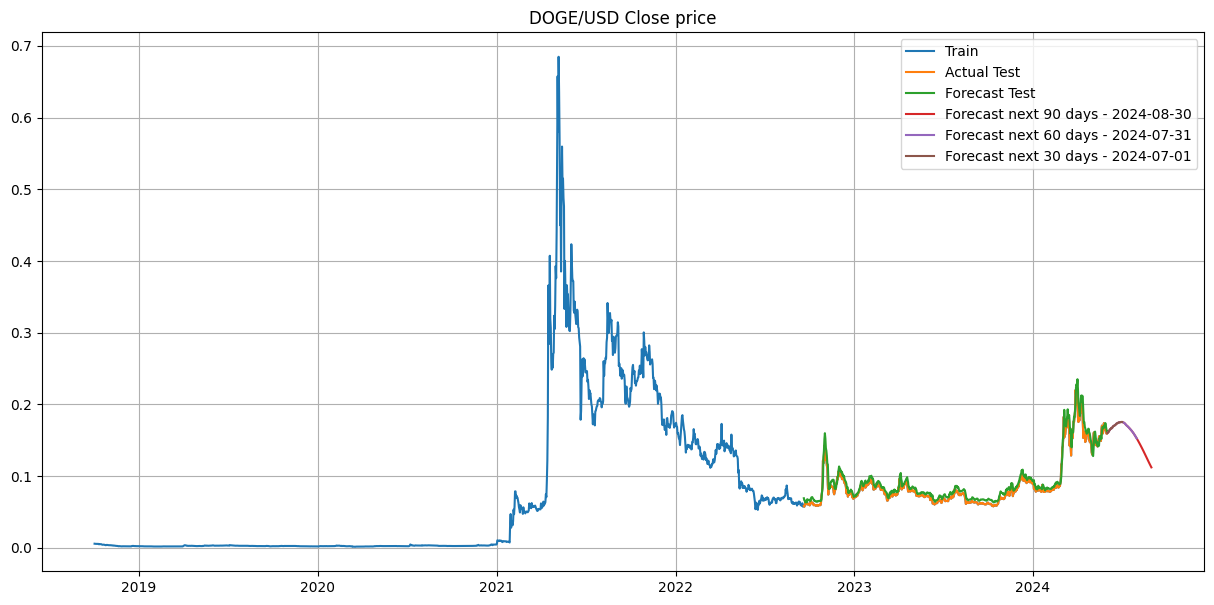 DOGE/USD Close price
Train
Actual Test
Forecast Test
Forecast next 90 days - 2024-08-30
Forecast next 60 days - 2024-07-31
Forecast next 30 days - 2024-07-01
0.7
0.6
0.5
0.4
0.3
0.2
0.1
0.0
2019 2020 2021 2022 2023 2024